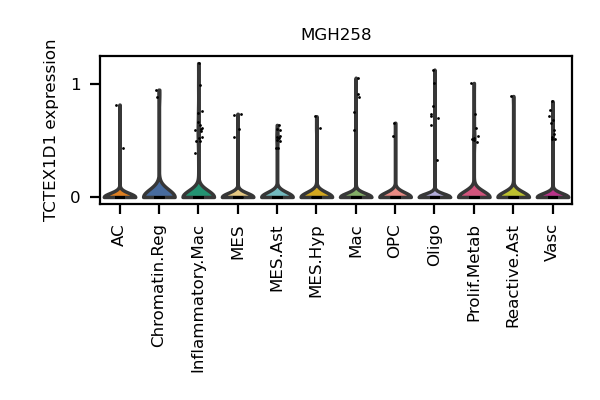 MGH258
TCTEX1D1 expression
1
0
AC
Chromatin.Reg
Inflammatory.Mac
MES
MES.Ast
MES.Hyp
Mac
OPC
Oligo
Prolif.Metab
Reactive.Ast
Vasc